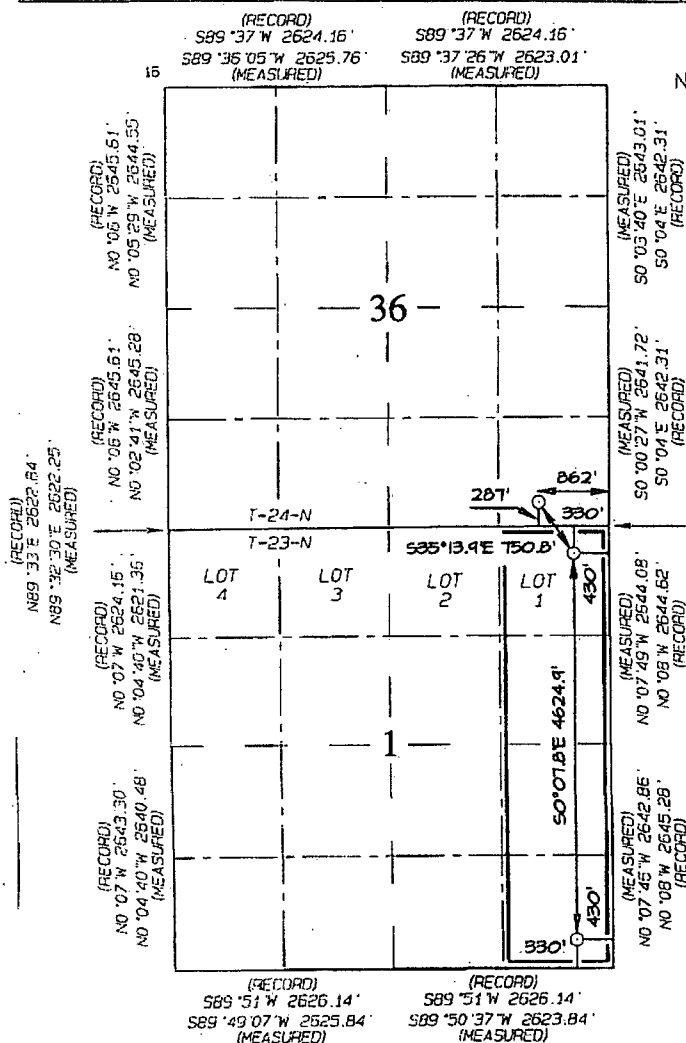 (RECORD)
S89°37'W 2624.16'
S89°36'05"W 2625.76'
(MEASURED)
(RECORD)
S89°37'W 2624.16'
S89°37'26"W 2623.01'
(MEASURED)
15
N
(RECORD)
N0°06'W 2645.61'
N0°05'29"W 2644.55'
(MEASURED)
S0°03'40"E 2643.01'
(MEASURED)
S0°04'E 2642.31'
(RECORD)
36
(RECORD)
N0°06'W 2645.61'
N0°02'41"W 2645.28'
(MEASURED)
S0°00'27"W 2641.72'
(MEASURED)
S0°04'E 2642.31'
(RECORD)
(RECORD)
N89°33'E 2622.84'
N89°32'30"E 2622.25'
(MEASURED)
862'
287'
330'
T-24-N
T-23-N
S35°13.9'E 750.8'
430'
LOT
4
LOT
3
LOT
2
LOT
1
(RECORD)
N0°07'W 2624.16'
N0°04'40"W 2621.36'
(MEASURED)
(MEASURED)
N0°07'49"W 2644.08'
N0°08'W 2644.62'
(RECORD)
S0°07.8'E 4624.9'
1
(RECORD)
N0°07'W 2643.30'
N0°04'40"W 2640.48'
(MEASURED)
(MEASURED)
N0°07'45"W 2642.86'
N0°08'W 2645.28'
(RECORD)
430'
330'
(RECORD)
S89°51'W 2626.14'
S89°49'07"W 2625.84'
(MEASURED)
(RECORD)
S89°51'W 2626.14'
S89°50'37"W 2623.84'
(MEASURED)